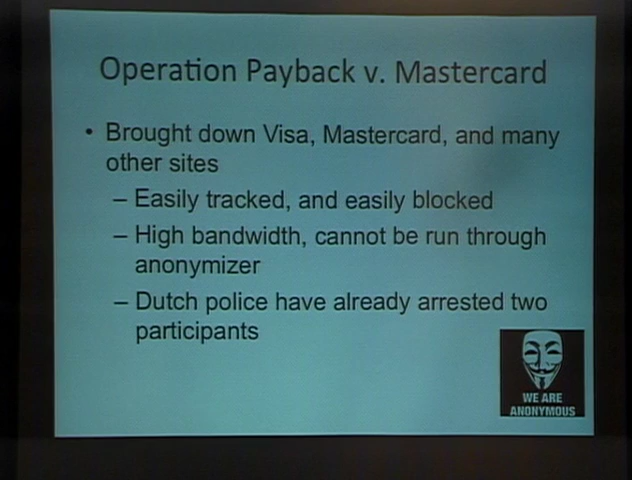 Operation Payback v. Mastercard
• Brought down Visa, Mastercard, and many
other sites
– Easily tracked, and easily blocked
– High bandwidth, cannot be run through
anonymizer
– Dutch police have already arrested two
participants
WE ARE
ANONYMOUS